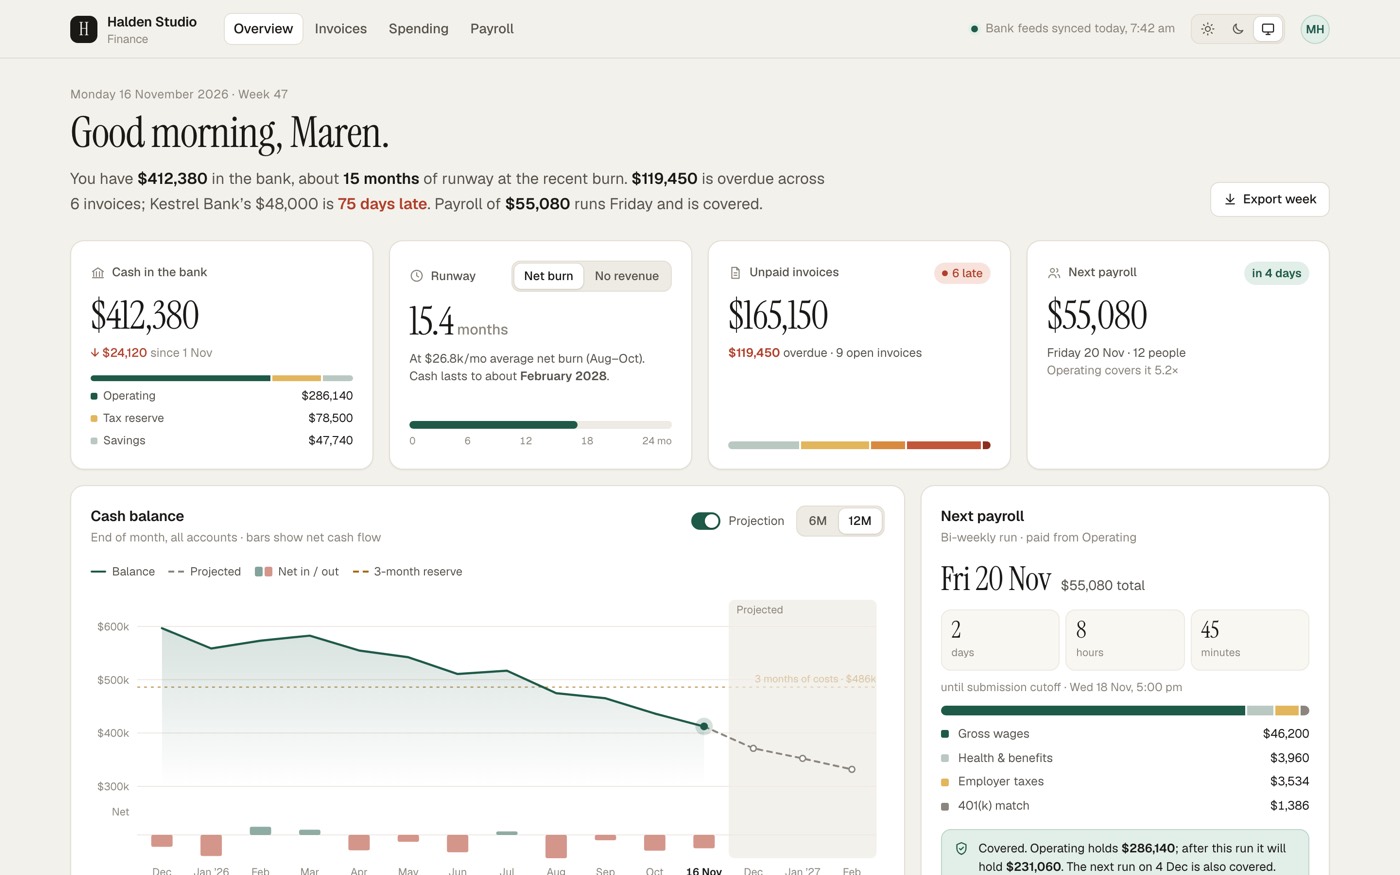 H
Halden Studio
Finance
Overview
Invoices
Spending
Payroll
Bank feeds synced today, 7:42 am
MH
Monday 16 November 2026 · Week 47
Good morning, Maren.
You have $412,380 in the bank, about 15 months of runway at the recent burn. $119,450 is overdue across
6 invoices; Kestrel Bank’s $48,000 is 75 days late. Payroll of $55,080 runs Friday and is covered.
Export week
Cash in the bank
$412,380
↓ $24,120 since 1 Nov
Operating $286,140
Tax reserve $78,500
Savings $47,740
Runway
Net burn
No revenue
15.4 months
At $26.8k/mo average net burn (Aug–Oct).
Cash lasts to about February 2028.
0 6 12 18 24 mo
Unpaid invoices
6 late
$165,150
$119,450 overdue · 9 open invoices
Next payroll
in 4 days
$55,080
Friday 20 Nov · 12 people
Operating covers it 5.2×
Cash balance
End of month, all accounts · bars show net cash flow
Projection
6M
12M
Balance
Projected
Net in / out
3-month reserve
Projected
$600k
$500k
3 months of costs · $486k
$400k
$300k
Net
Dec Jan '26 Feb Mar Apr May Jun Jul Aug Sep Oct 16 Nov Dec Jan '27 Feb
Next payroll
Bi-weekly run · paid from Operating
Fri 20 Nov $55,080 total
2 days
8 hours
45 minutes
until submission cutoff · Wed 18 Nov, 5:00 pm
Gross wages $46,200
Health & benefits $3,960
Employer taxes $3,534
401(k) match $1,386
Covered. Operating holds $286,140; after this run it will
hold $231,060. The next run on 4 Dec is also covered.